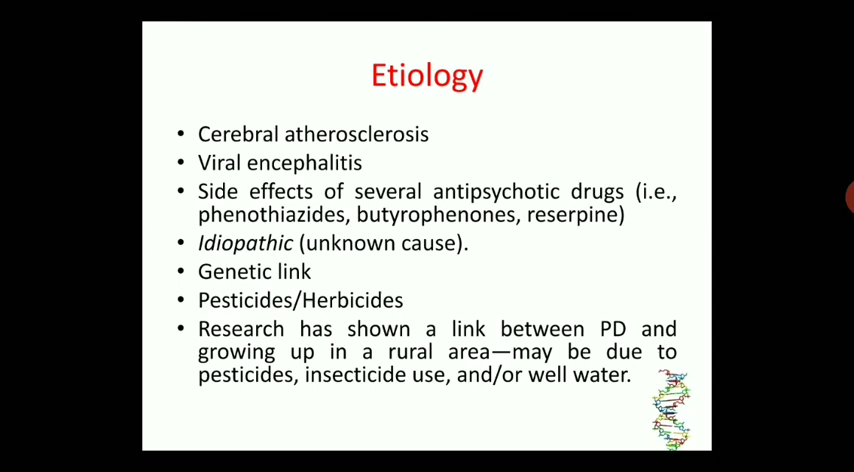 Etiology
• Cerebral atherosclerosis
• Viral encephalitis
• Side effects of several antipsychotic drugs (i.e.,
phenothiazides, butyrophenones, reserpine)
• Idiopathic (unknown cause).
• Genetic link
• Pesticides/Herbicides
• Research has shown a link between PD and
growing up in a rural area—may be due to
pesticides, insecticide use, and/or well water.